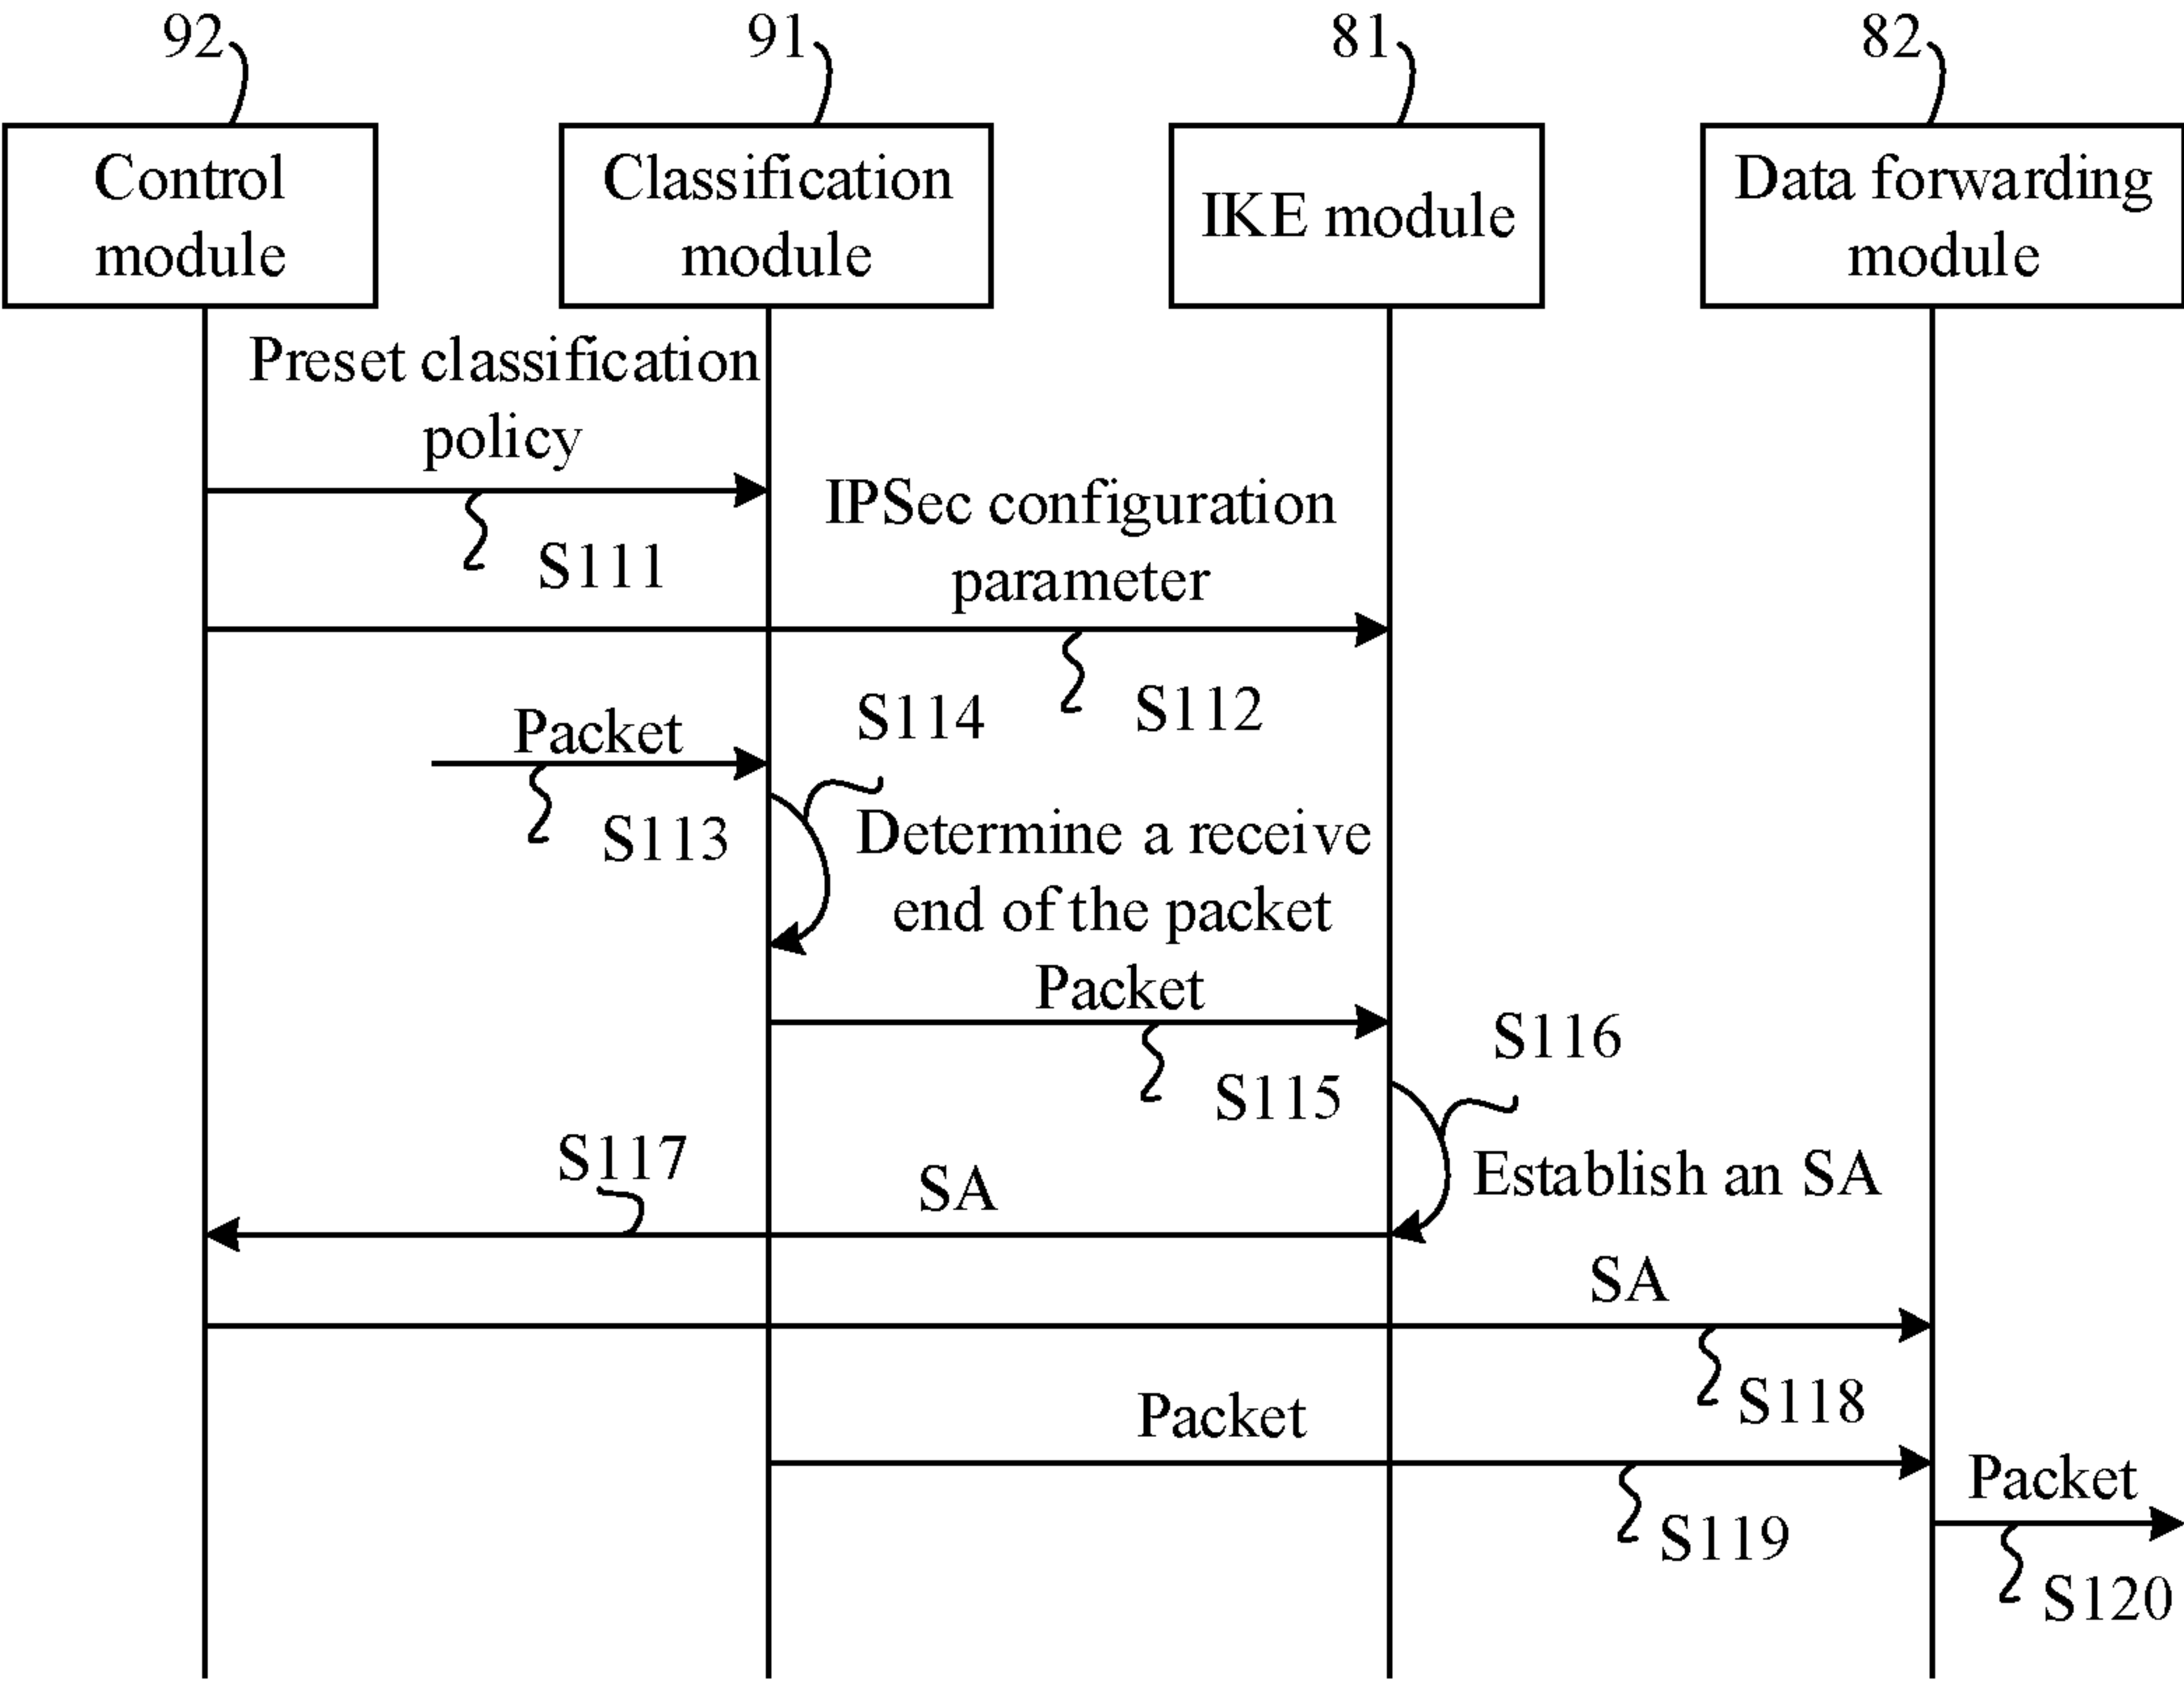 92
91
81
82
Control
module
Classification
module
IKE module
Data forwarding
module
Preset classification
policy
S111
IPSec configuration
parameter
S112
Packet
S113
S114
Determine a receive
end of the packet
Packet
S115
S116
Establish an SA
S117
SA
SA
S118
Packet
S119
Packet
S120